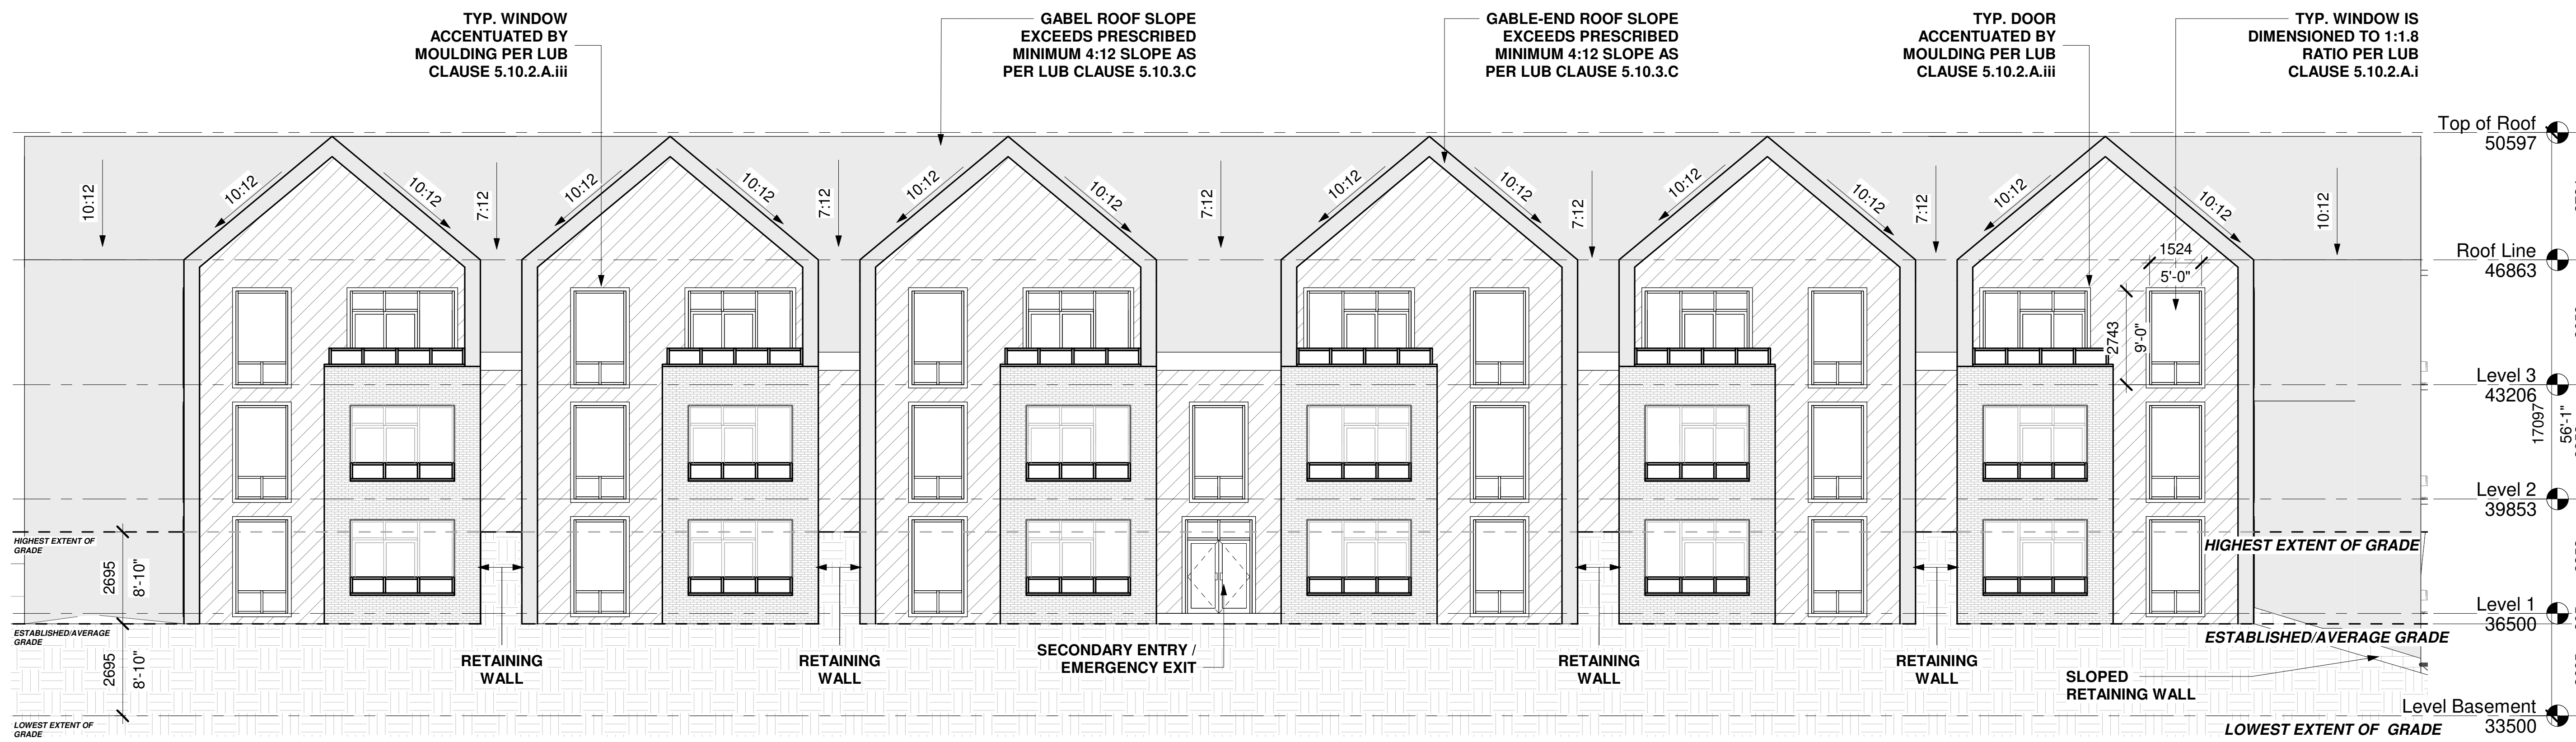 TYP. WINDOW
ACCENTUATED BY
MOULDING PER LUB
CLAUSE 5.10.2.A.iii
GABEL ROOF SLOPE
EXCEEDS PRESCRIBED
MINIMUM 4:12 SLOPE AS
PER LUB CLAUSE 5.10.3.C
GABLE-END ROOF SLOPE
EXCEEDS PRESCRIBED
MINIMUM 4:12 SLOPE AS
PER LUB CLAUSE 5.10.3.C
TYP. DOOR
ACCENTUATED BY
MOULDING PER LUB
CLAUSE 5.10.2.A.iii
TYP. WINDOW IS
DIMENSIONED TO 1:1.8
RATIO PER LUB
CLAUSE 5.10.2.A.i
Top of Roof
50597
10:12
10:12
10:12
7:12
10:12
10:12
7:12
10:12
10:12
7:12
10:12
10:12
7:12
10:12
10:12
7:12
10:12
10:12
10:12
Roof Line
46863
1524
5'-0"
2743
9'-0"
Level 3
43206
17097
56'-1"
Level 2
39853
HIGHEST EXTENT OF
GRADE
HIGHEST EXTENT OF GRADE
2695
8'-10"
Level 1
36500
ESTABLISHED/AVERAGE
GRADE
ESTABLISHED/AVERAGE GRADE
2695
8'-10"
RETAINING
WALL
RETAINING
WALL
SECONDARY ENTRY /
EMERGENCY EXIT
RETAINING
WALL
RETAINING
WALL
SLOPED
RETAINING WALL
Level Basement
33500
LOWEST EXTENT OF
GRADE
LOWEST EXTENT OF GRADE